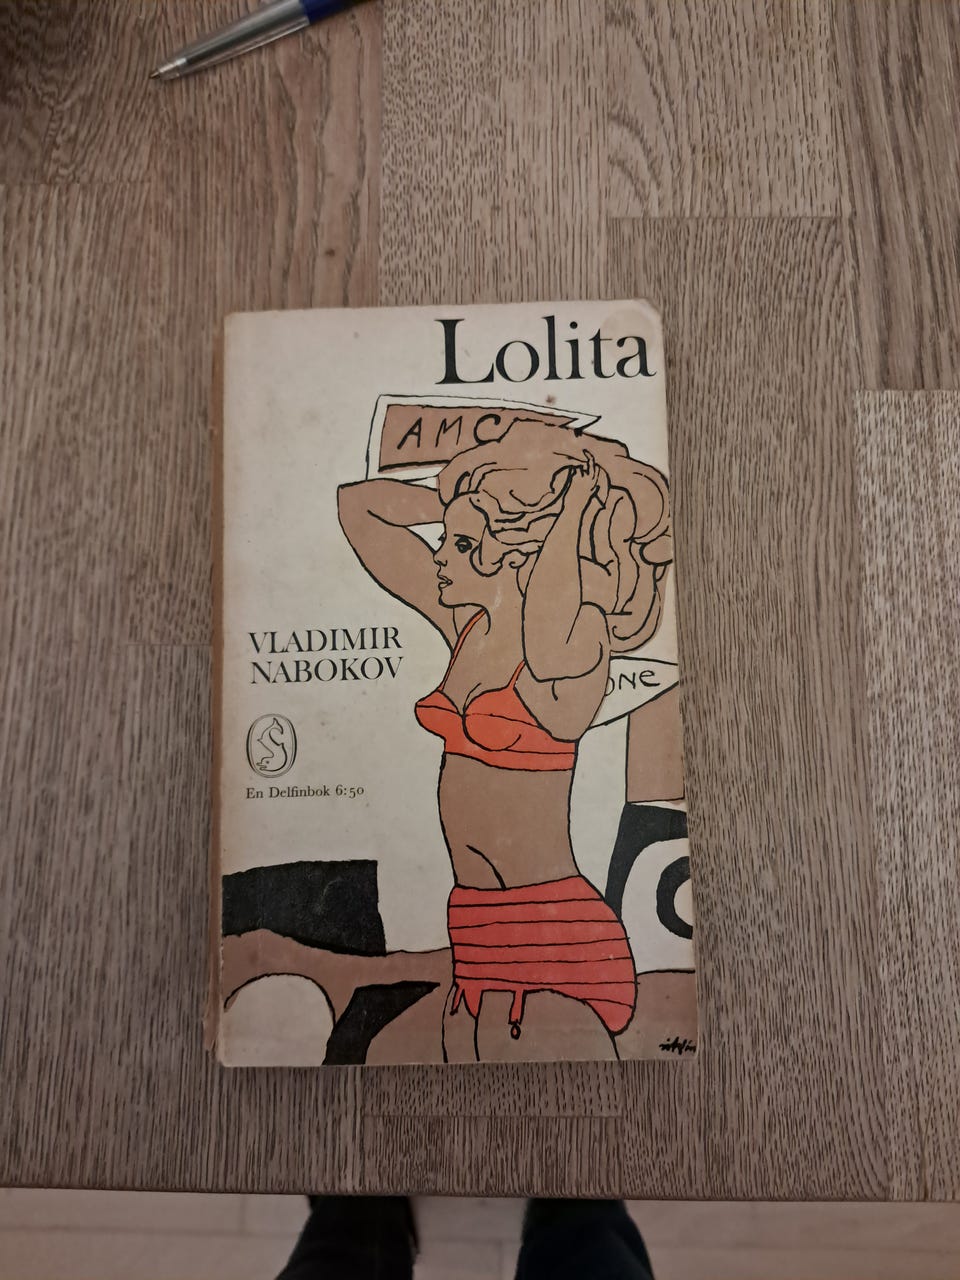 Lolita
AMC
VLADIMIR
NABOKOV
ONE
En Delfinbok 6:50